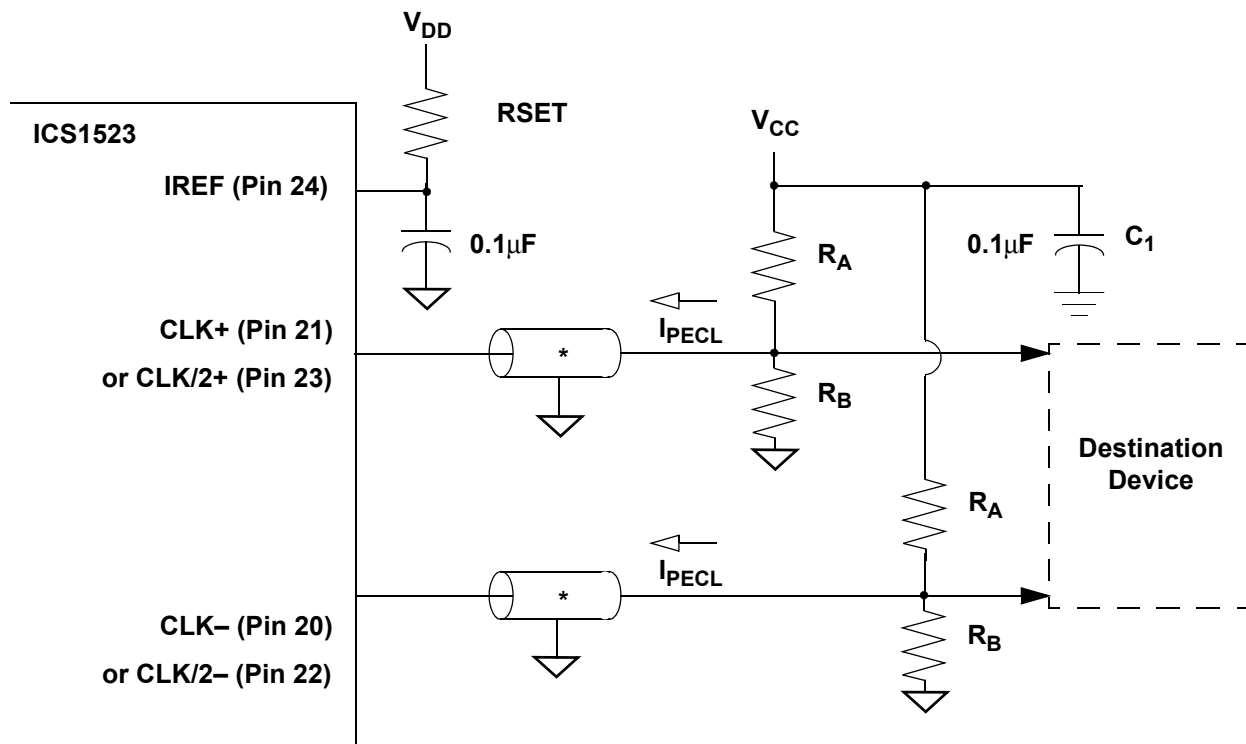 V_DD
RSET
ICS1523
V_CC
IREF (Pin 24)
0.1μF
R_A
0.1μF
C_1
CLK+ (Pin 21)
or CLK/2+ (Pin 23)
*
I_PECL
R_B
Destination
Device
R_A
*
I_PECL
CLK– (Pin 20)
or CLK/2– (Pin 22)
R_B